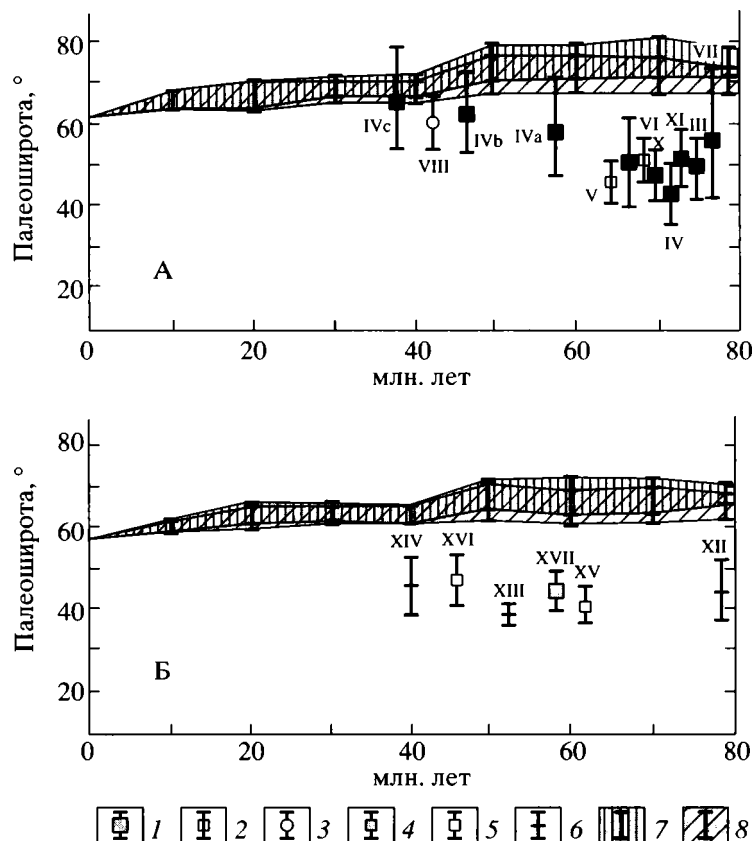 Палеоширота, °
80
60
40
20
VII
IVc
VIII
IVb
IVa
VI
XI
III
X
V
IV
А
0
20
40
60
80
млн. лет
Палеоширота, °
80
60
40
20
XIV
XVI
XIII
XVII
XV
XII
Б
0
20
40
60
80
млн. лет
1
2
3
4
5
6
7
8